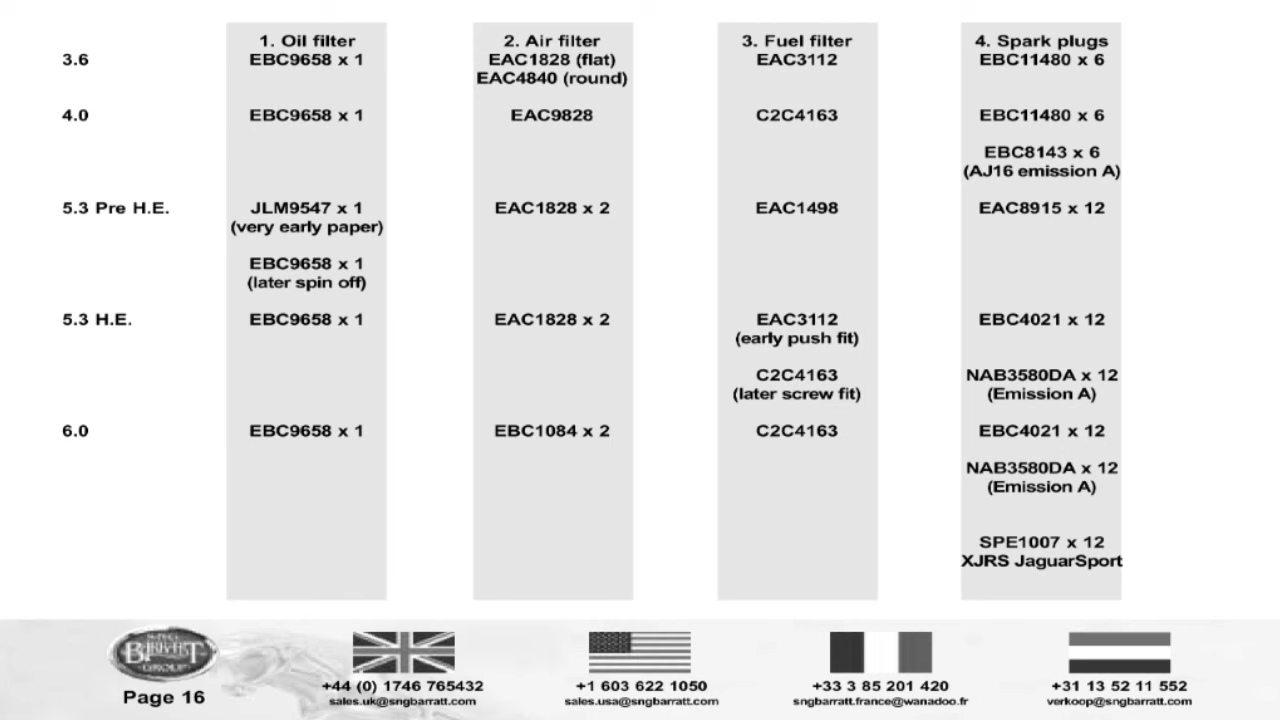 1. Oil filter 2. Air filter 3. Fuel filter 4. Spark plugs
3.6 EBC9658 x 1 EAC1828 (flat) EAC3112 EBC11480 x 6
EAC4840 (round)
4.0 EBC9658 x 1 EAC9828 C2C4163 EBC11480 x 6
EBC8143 x 6
(AJ16 emission A)
5.3 Pre H.E. JLM9547 x 1 EAC1828 x 2 EAC1498 EAC8915 x 12
(very early paper)
EBC9658 x 1
(later spin off)
5.3 H.E. EBC9658 x 1 EAC1828 x 2 EAC3112 EBC4021 x 12
(early push fit)
C2C4163 NAB3580DA x 12
(later screw fit) (Emission A)
6.0 EBC9658 x 1 EBC1084 x 2 C2C4163 EBC4021 x 12
NAB3580DA x 12
(Emission A)
SPE1007 x 12
XJRS JaguarSport
BARRATT
GROUP
Page 16
+44 (0) 1746 765432 +1 603 622 1050 +33 3 85 201 420 +31 13 52 11 552
sales.uk@sngbarratt.com sales.usa@sngbarratt.com sngbarratt.france@wanadoo.fr verkoop@sngbarratt.com